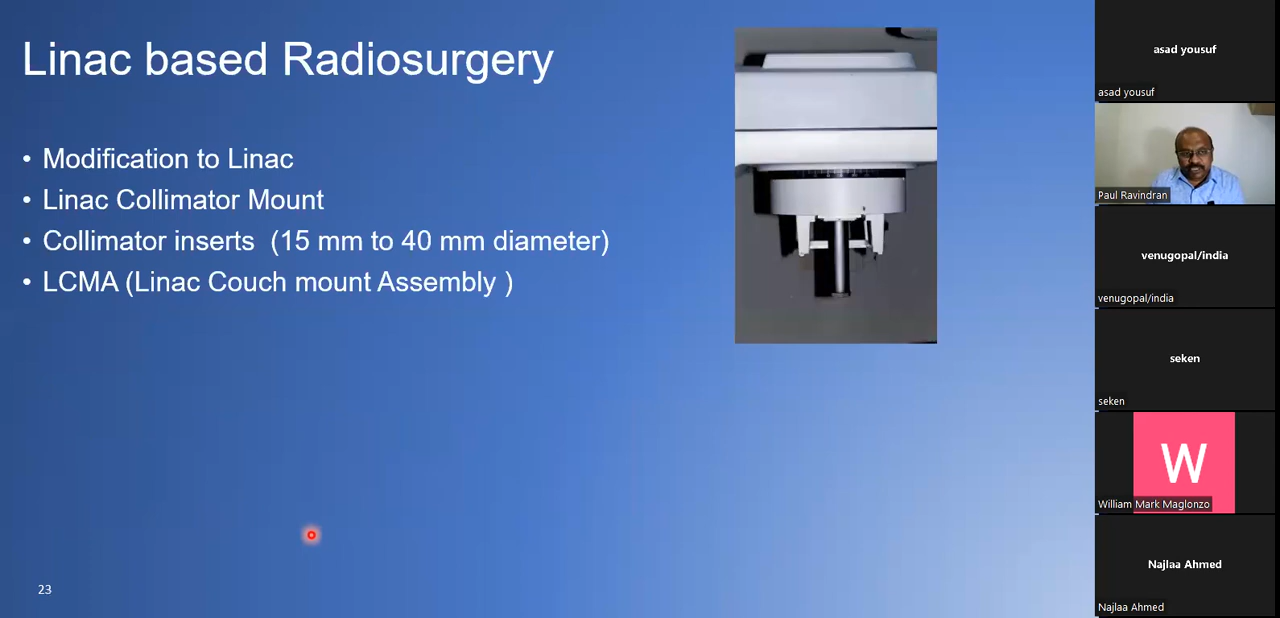 Linac based Radiosurgery
• Modification to Linac
• Linac Collimator Mount
• Collimator inserts (15 mm to 40 mm diameter)
• LCMA (Linac Couch mount Assembly )
23
asad yousuf
asad yousuf
Paul Ravindran
venugopal/india
venugopal/india
seken
seken
W
William Mark Maglonzo
Najlaa Ahmed
Najlaa Ahmed